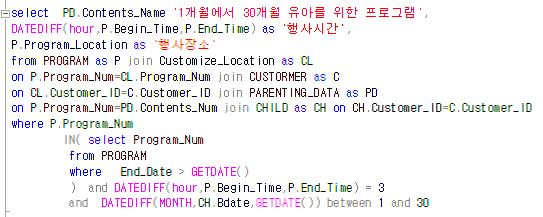 select PD.Contents_Name '1개월에서 30개월 유아를 위한 프로그램',
DATEDIFF(hour,P.Begin_Time,P.End_Time) as '행사시간',
P.Program_Location as '행사장소'
from PROGRAM as P join Customize_Location as CL
on P.Program_Num=CL.Program_Num join CUSTORMER as C
on CL.Customer_ID=C.Customer_ID join PARENTING_DATA as PD
on P.Program_Num=PD.Contents_Num join CHILD as CH on CH.Customer_ID=C.Customer_ID
where P.Program_Num
IN( select Program_Num
from PROGRAM
where End_Date > GETDATE()
) and DATEDIFF(hour,P.Begin_Time,P.End_Time) = 3
and DATEDIFF(MONTH,CH.Bdate,GETDATE()) between 1 and 30